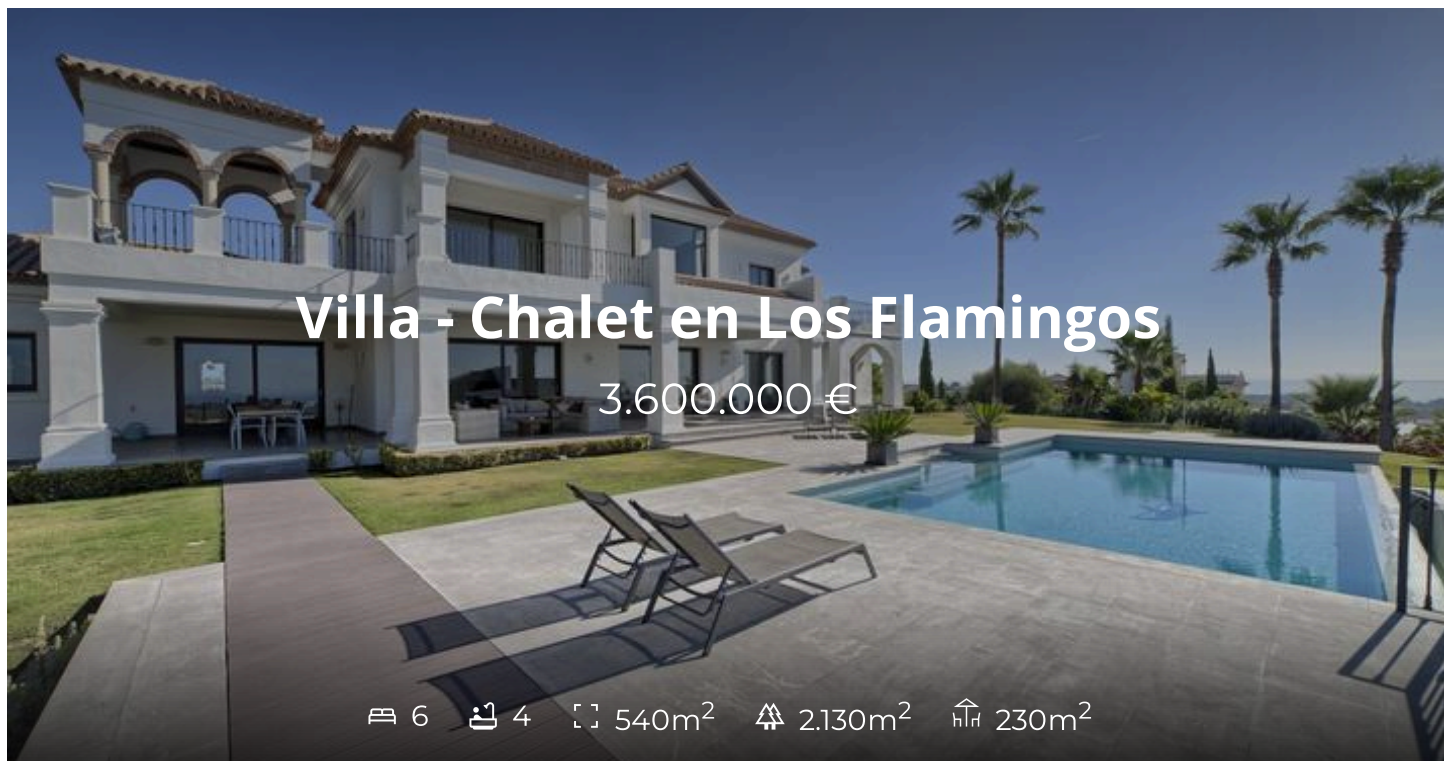 Villa - Chalet en Los Flamingos
3.600.000 €
6 4 540m² 2.130m² 230m²